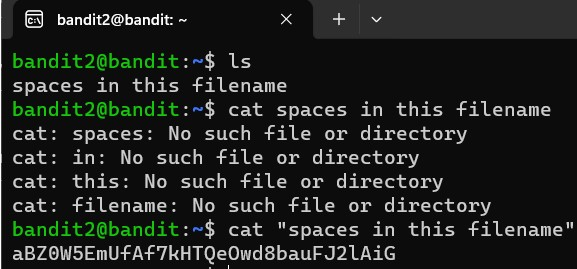 bandit2@bandit: ~
bandit2@bandit:~$ ls
spaces in this filename
bandit2@bandit:~$ cat spaces in this filename
cat: spaces: No such file or directory
cat: in: No such file or directory
cat: this: No such file or directory
cat: filename: No such file or directory
bandit2@bandit:~$ cat "spaces in this filename"
aBZ0W5EmUfAf7kHTQeOwd8bauFJ2lAiG